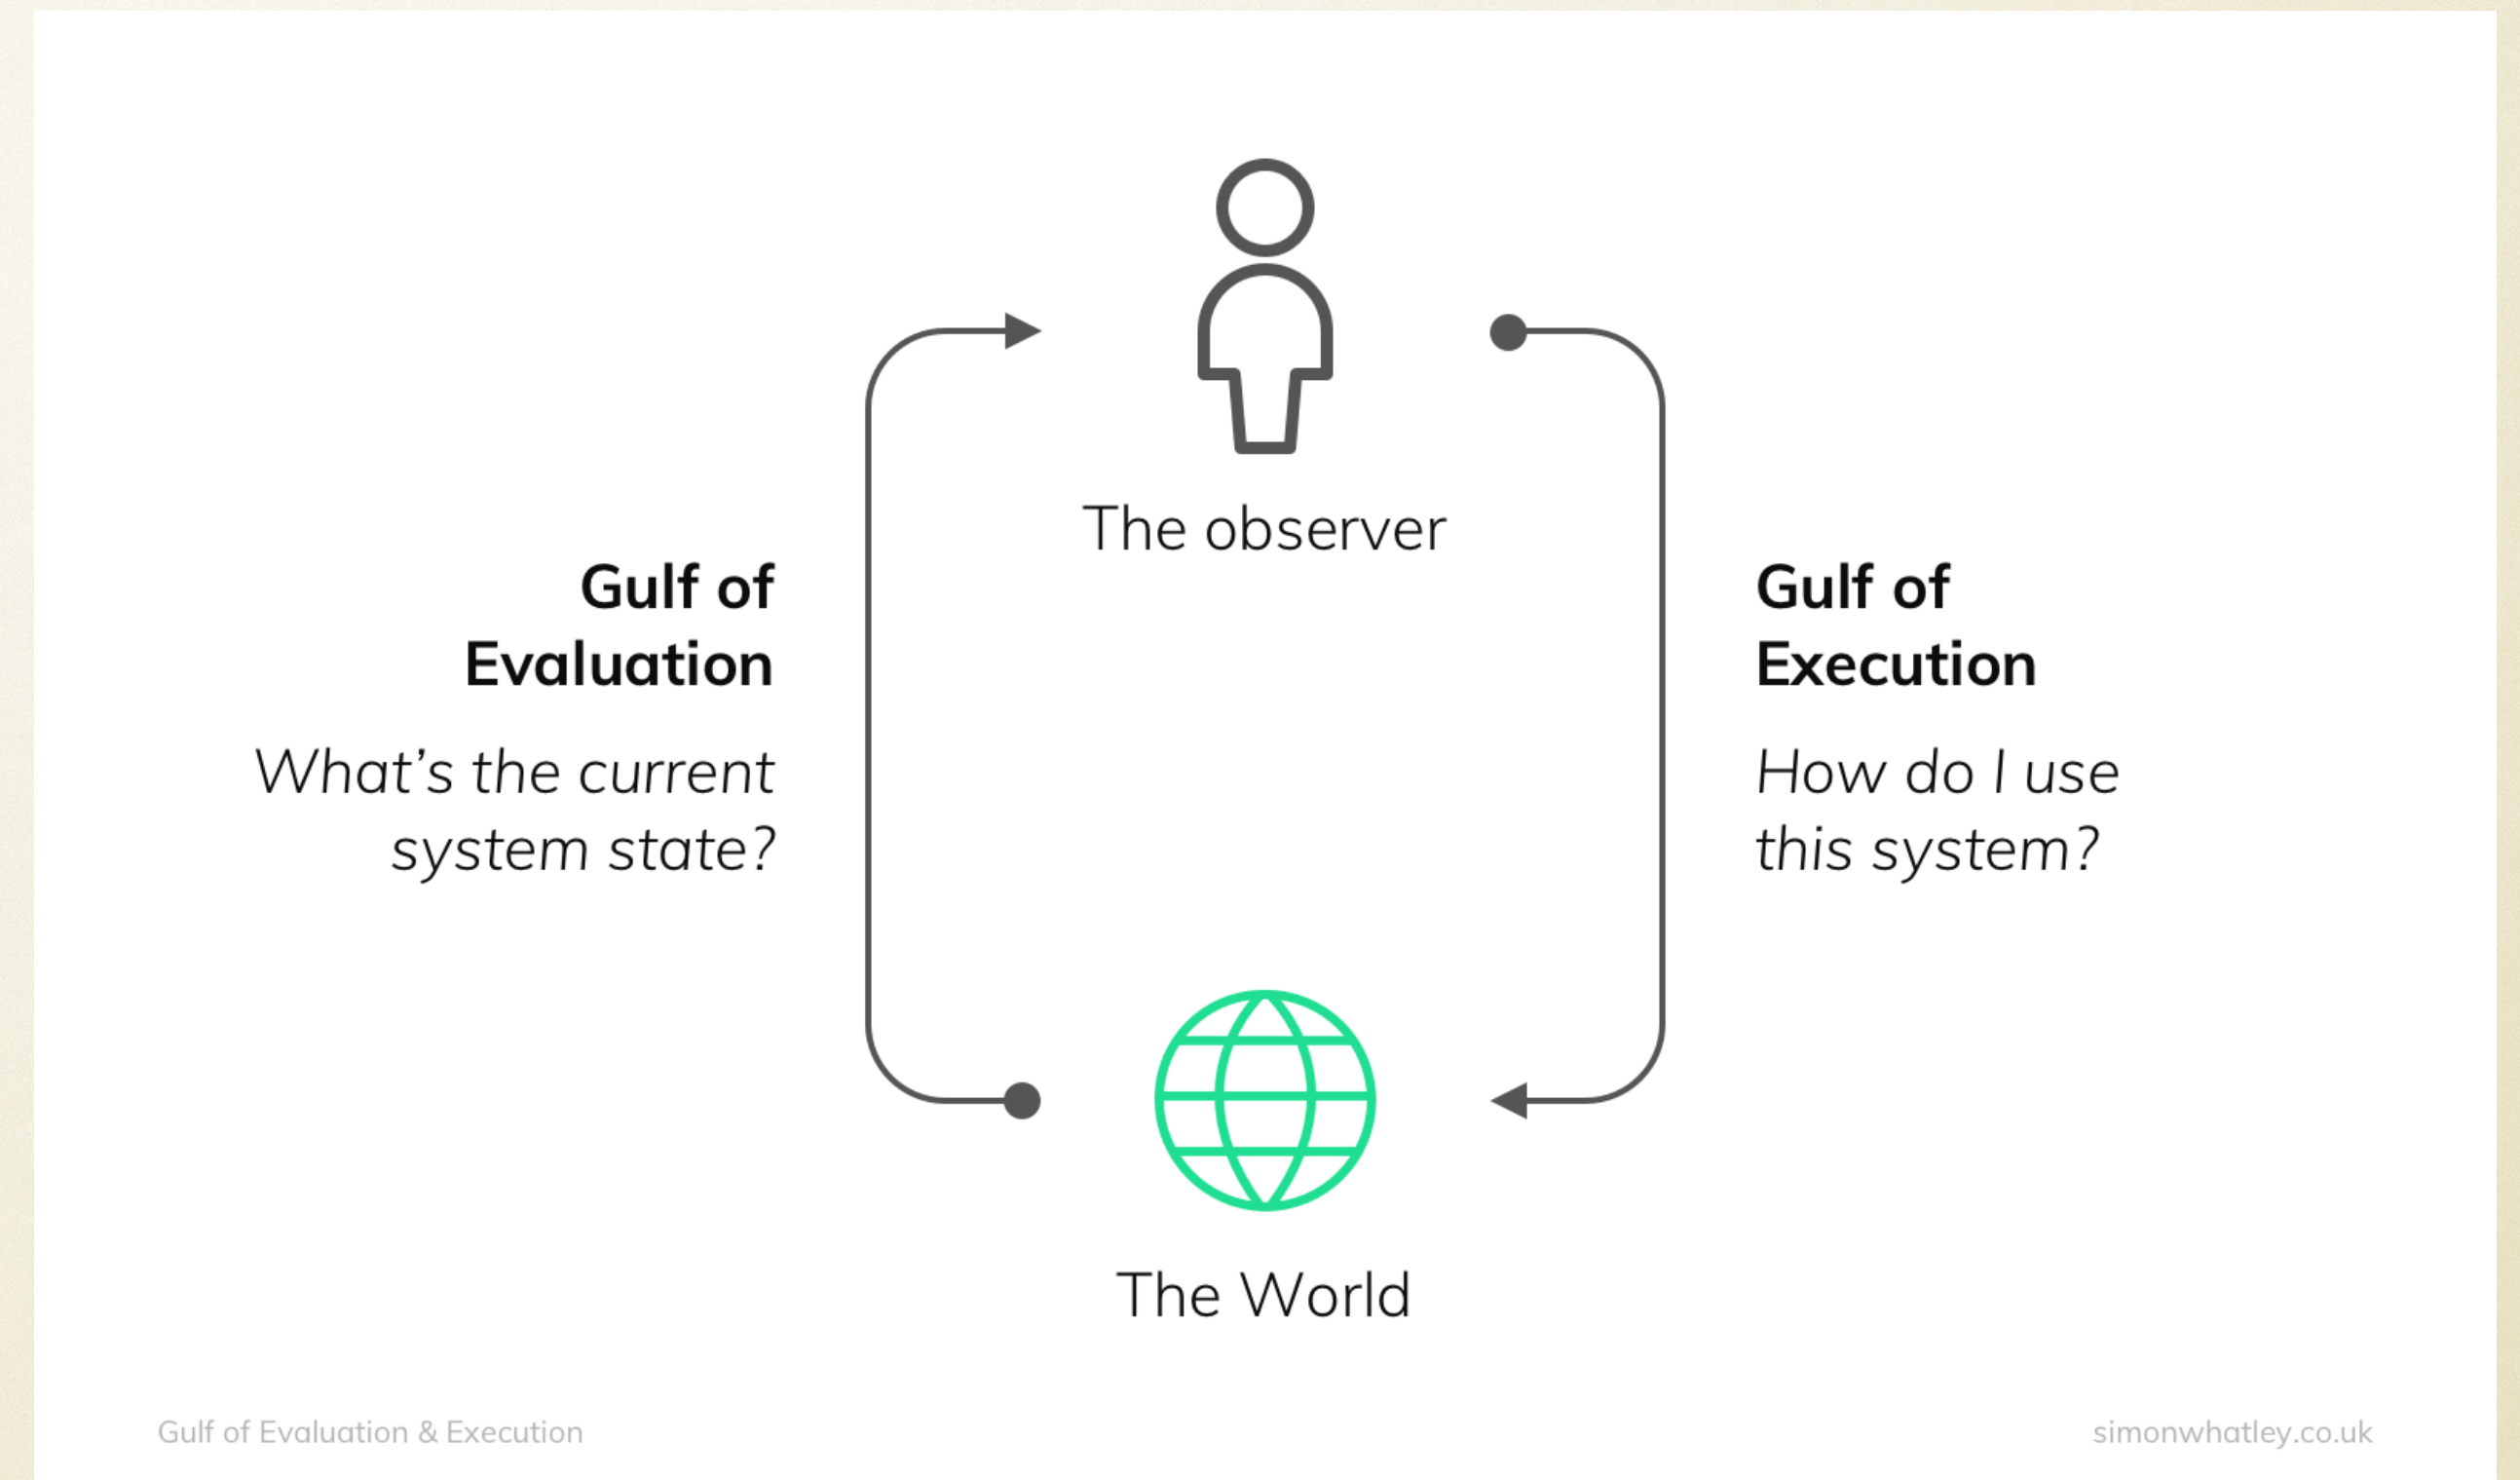 The observer
Gulf of
Evaluation
What’s the current
system state?
Gulf of
Execution
How do I use
this system?
The World
Gulf of Evaluation & Execution
simonwhatley.co.uk